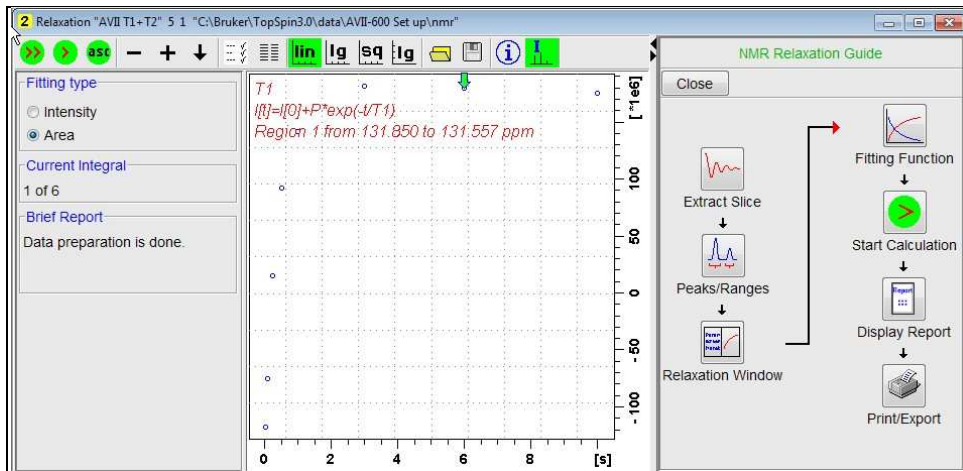 2 Relaxation "AVII T1+T2" 5 1 "C:\Bruker\TopSpin3.0\data\AVII-600 Set up\nmr"
asc
lin lg sq lg
i
Fitting type
Intensity
Area
Current Integral
1 of 6
Brief Report
Data preparation is done.
T1
I[t]=I[0]+P*exp(-t/T1)
Region 1 from 131.850 to 131.557 ppm
[*1e6]
100
50
0
- 50
- 100
0 2 4 6 8 [s]
NMR Relaxation Guide
Close
Extract Slice
Peaks/Ranges
Relaxation Window
Fitting Function
Start Calculation
Report
Display Report
Print/Export